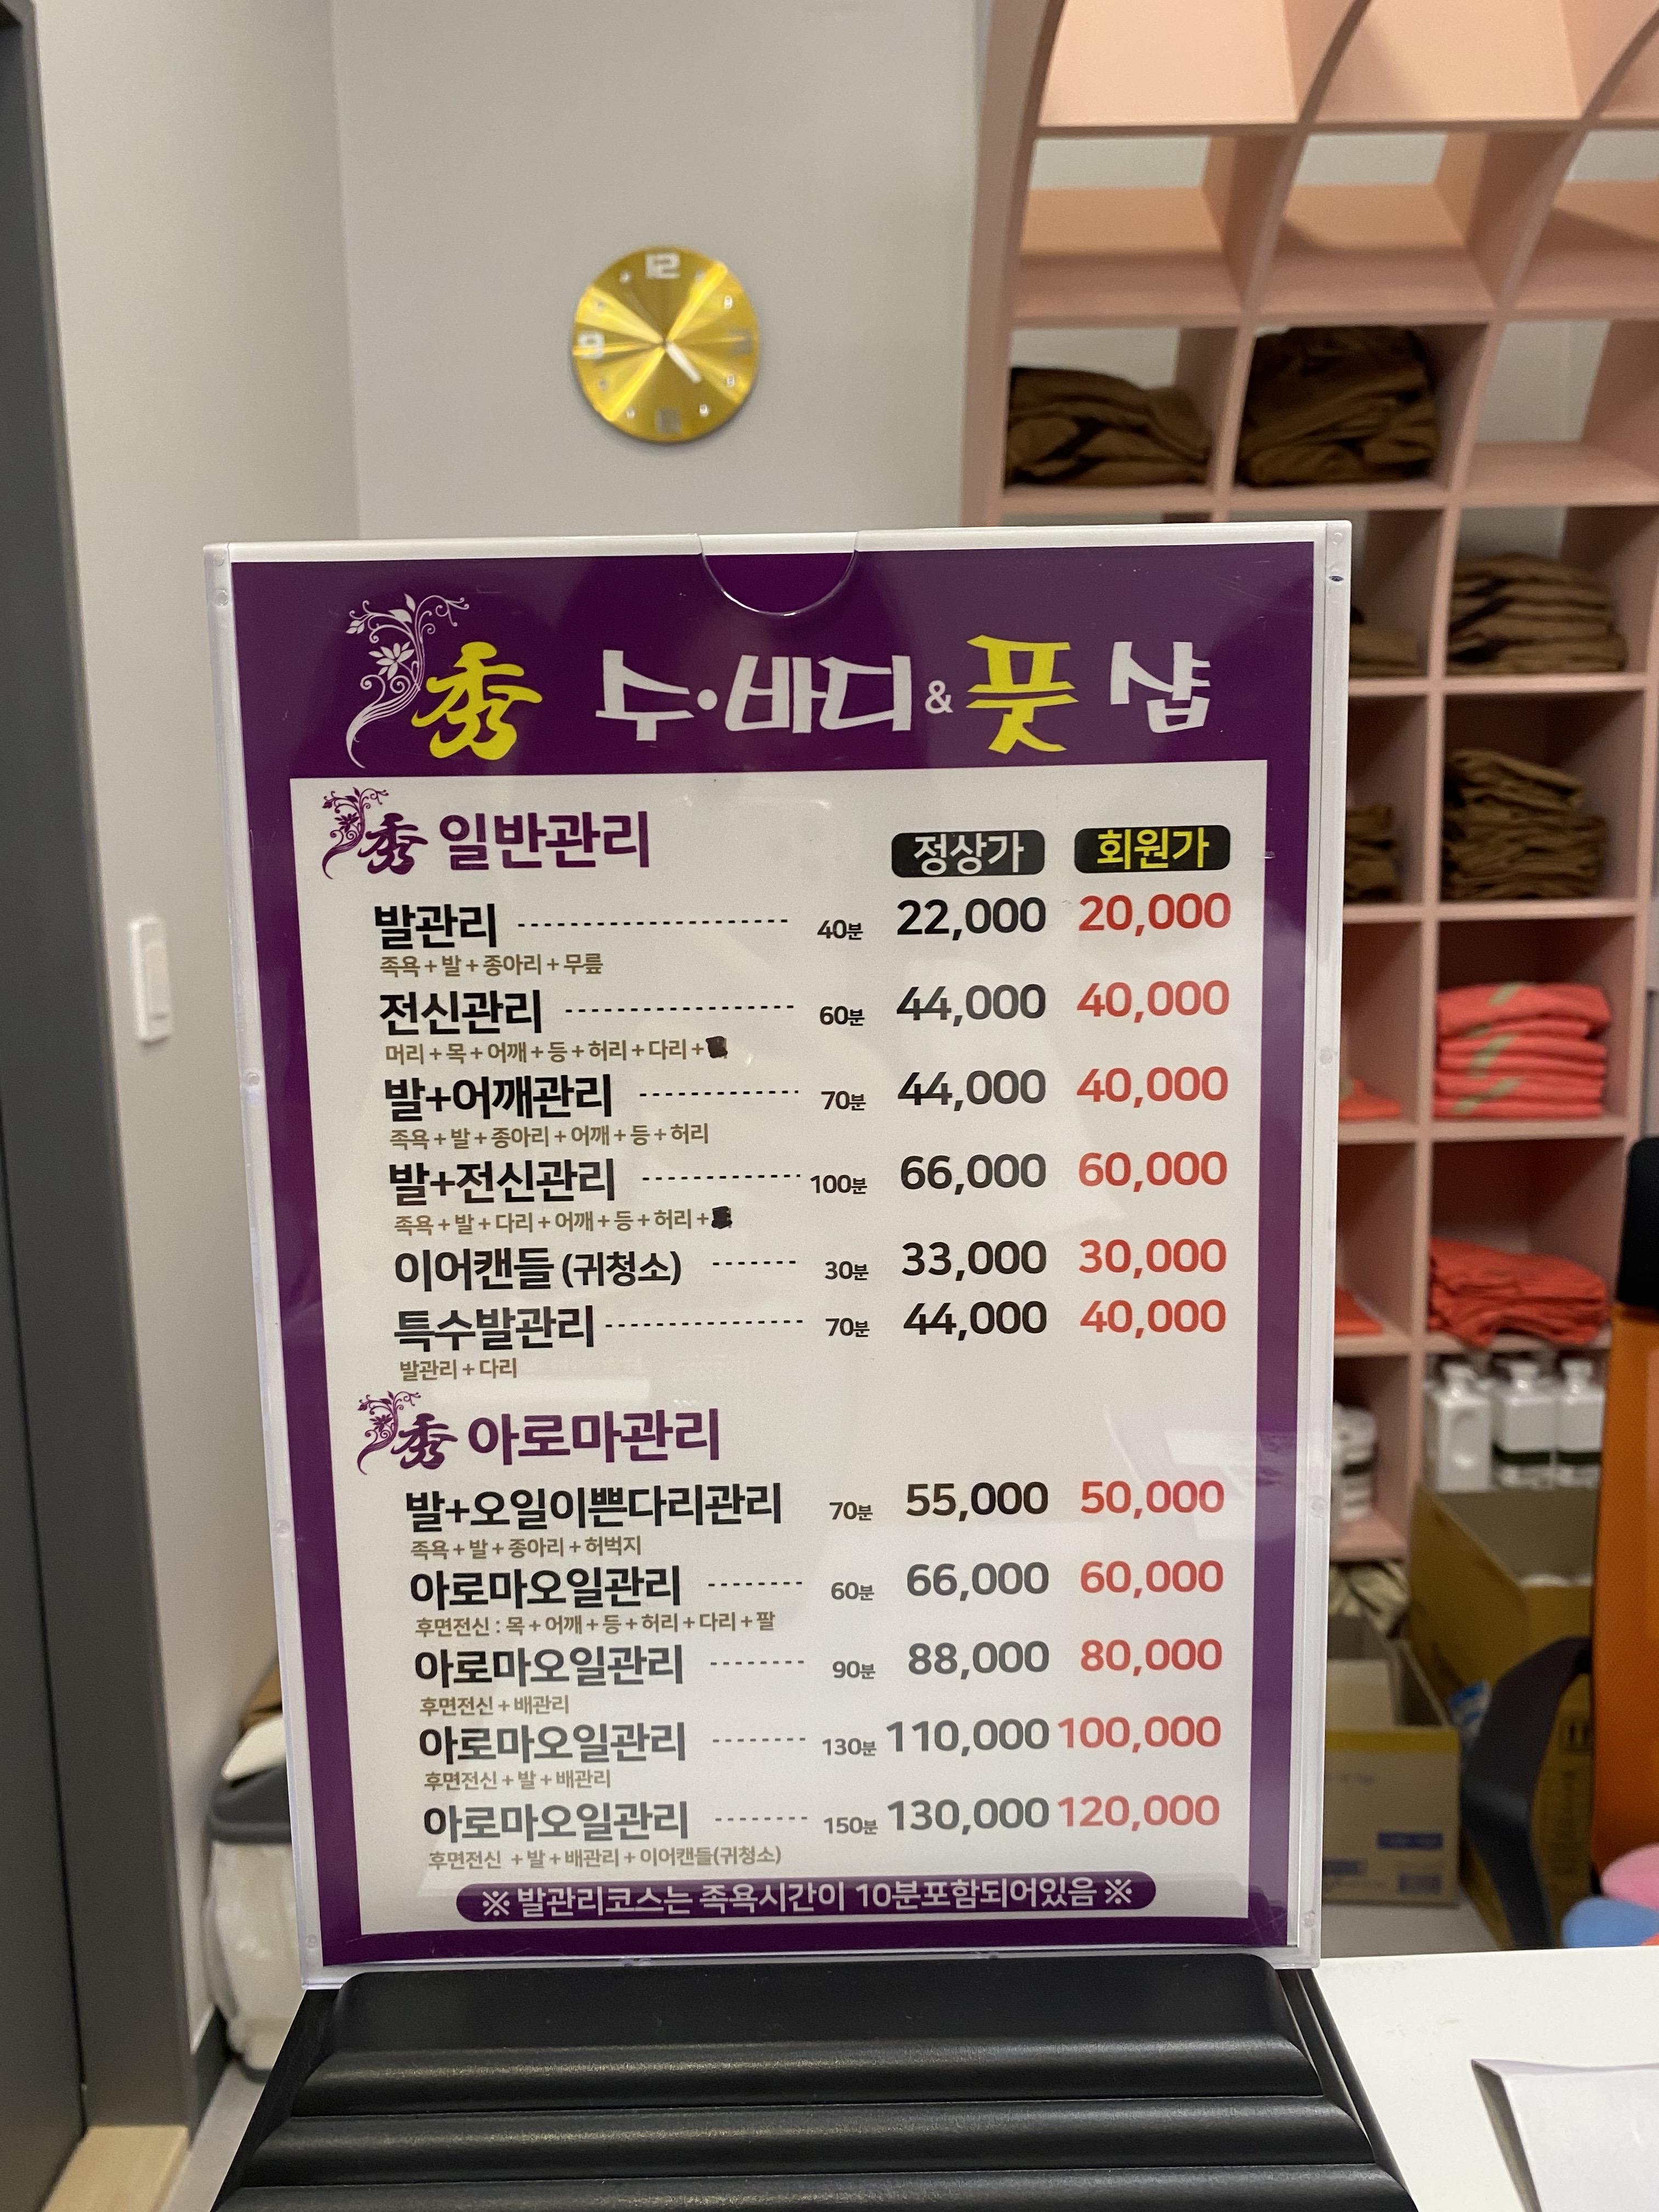 秀 수·바디&풋샵
秀 일반관리 정상가 회원가
발관리 40분 22,000 20,000
족욕+발+종아리+무릎
전신관리 60분 44,000 40,000
머리+목+어깨+등+허리+다리+
발+어깨관리 70분 44,000 40,000
족욕+발+종아리+어깨+등+허리
발+전신관리 100분 66,000 60,000
족욕+발+다리+어깨+등+허리+
이어캔들(귀청소) 30분 33,000 30,000
특수발관리 70분 44,000 40,000
발관리+다리
秀 아로마관리
발+오일이쁜다리관리 70분 55,000 50,000
족욕+발+종아리+허벅지
아로마오일관리 60분 66,000 60,000
후면전신 : 목+어깨+등+허리+다리+팔
아로마오일관리 90분 88,000 80,000
후면전신+배관리
아로마오일관리 130분 110,000 100,000
후면전신+발+배관리
아로마오일관리 150분 130,000 120,000
후면전신 +발+배관리+이어캔들(귀청소)
※ 발관리코스는 족욕시간이 10분포함되어있음 ※